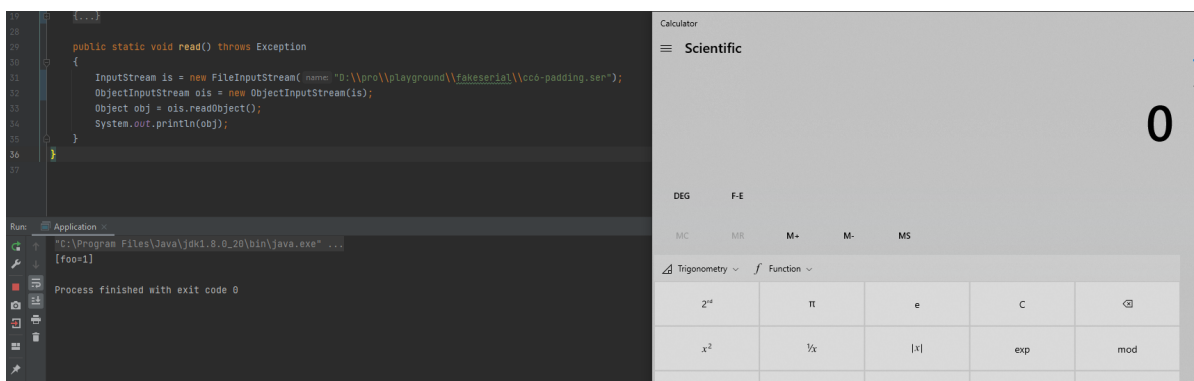 19 {...}
28
29 public static void read() throws Exception
30 {
31 InputStream is = new FileInputStream( name: "D:\\pro\\playground\\fakeserial\\cc6-padding.ser");
32 ObjectInputStream ois = new ObjectInputStream(is);
33 Object obj = ois.readObject();
34 System.out.println(obj);
35 }
36 }
37
Run: Application ×
"C:\Program Files\Java\jdk1.8.0_20\bin\java.exe" ...
[foo=1]
Process finished with exit code 0
Calculator
Scientific
0
DEG F-E
MC MR M+ M- MS
Trigonometry f Function
2nd π e C
x² ⅟x |x| exp mod